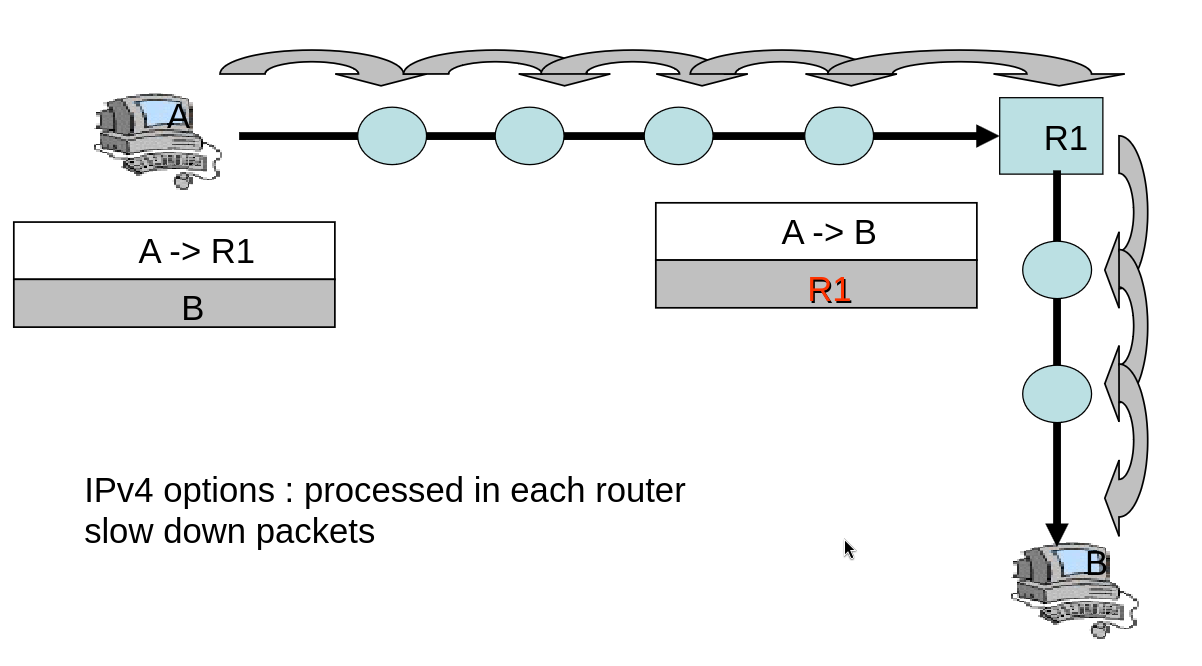 A
R1
A -> R1
B
A -> B
R1
IPv4 options : processed in each router
slow down packets
B